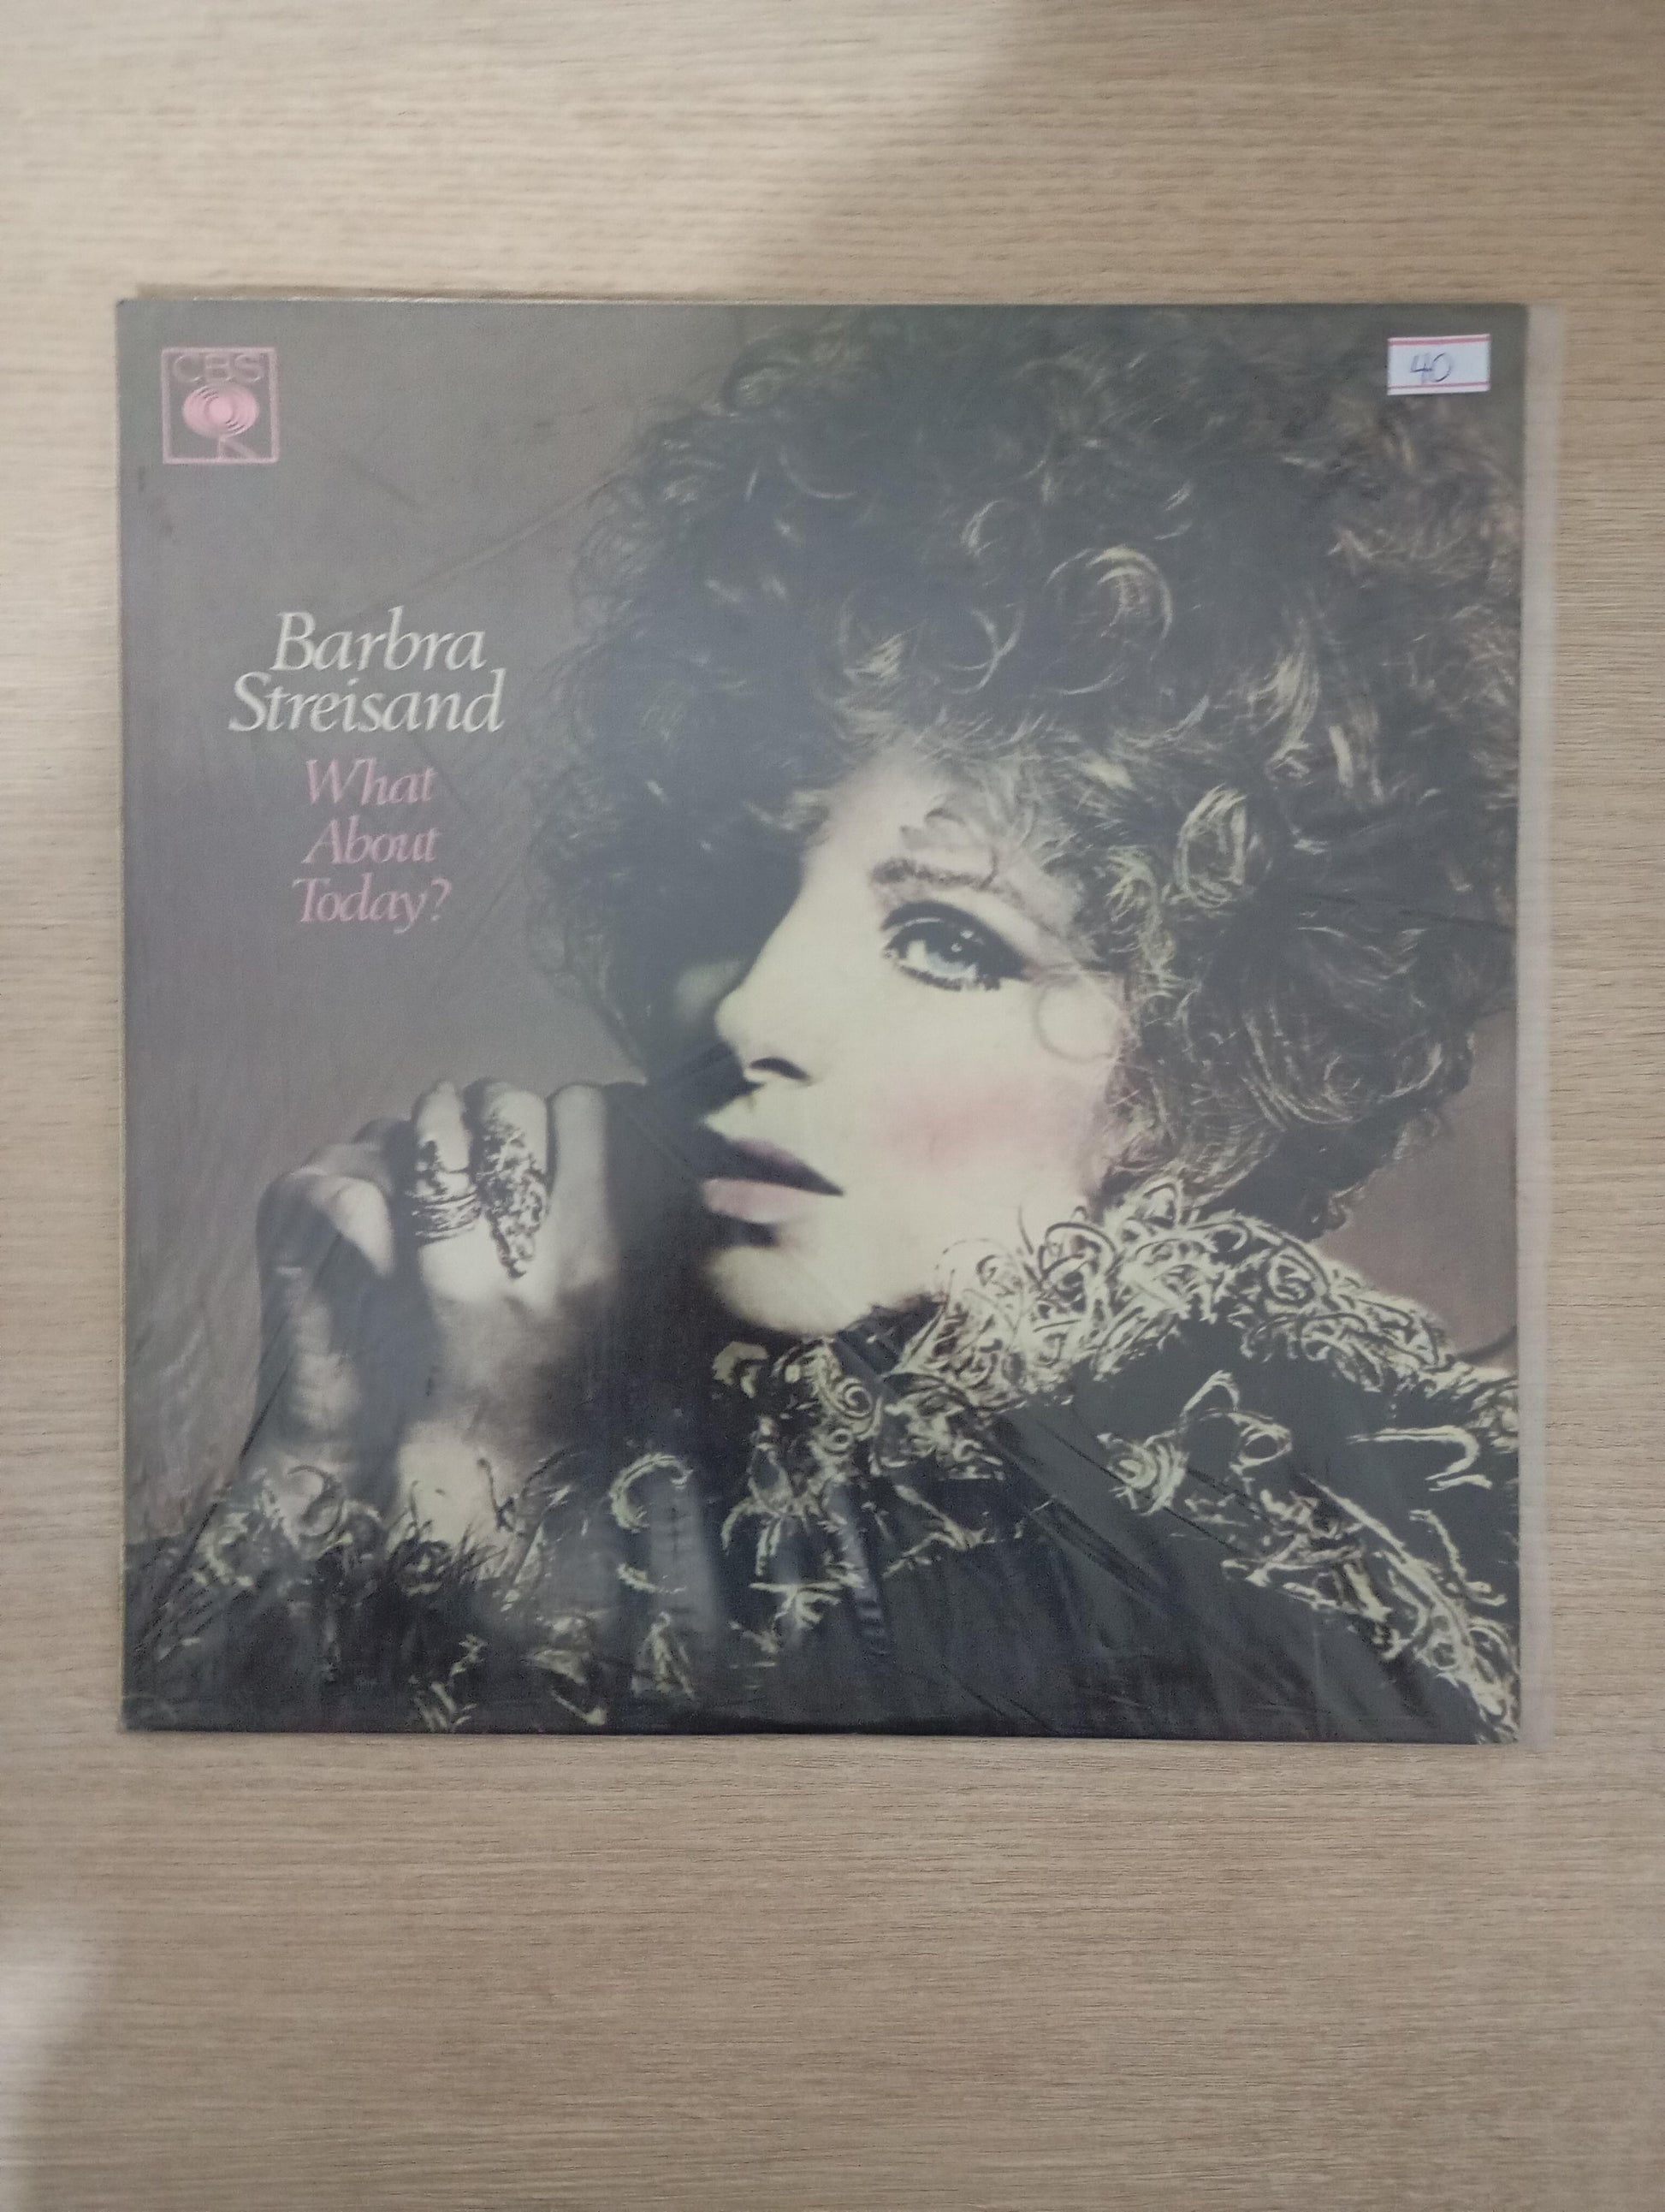 CBS
40
Barbra
Streisand
What
About
Today?